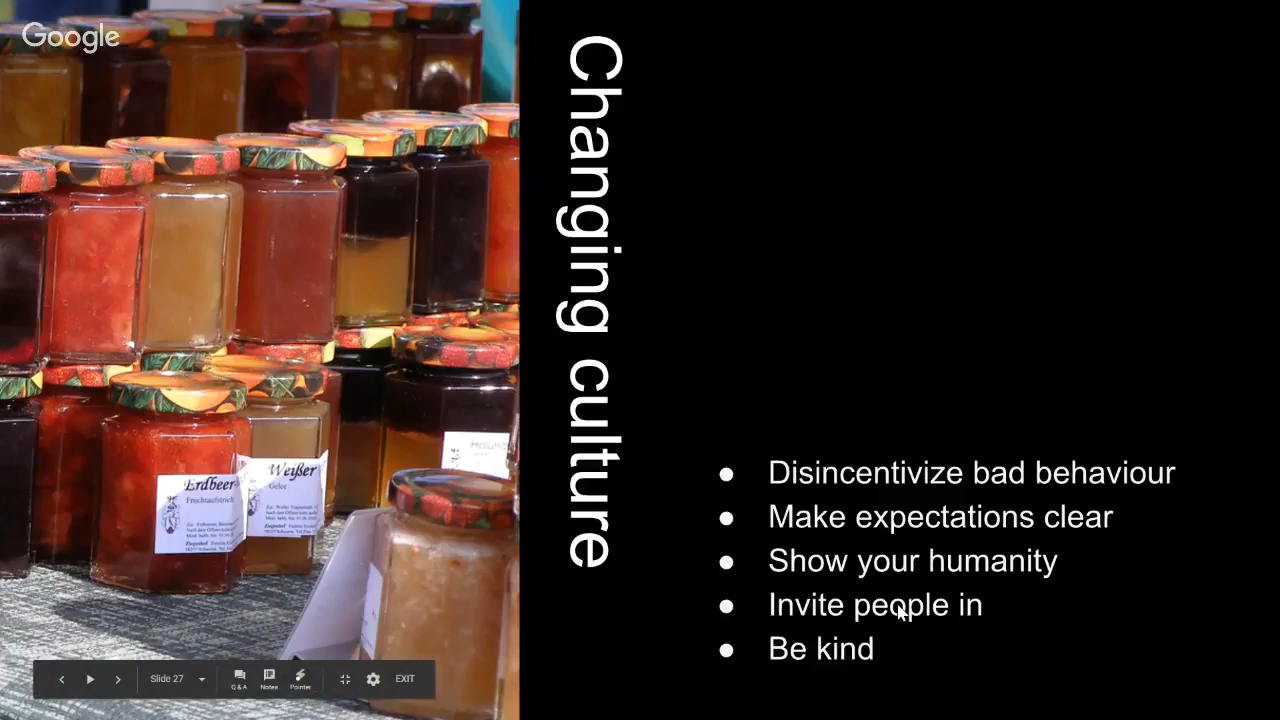 Google
Changing culture
● Disincentivize bad behaviour
● Make expectations clear
● Show your humanity
● Invite people in
● Be kind
Erdbeer-
Fruchtaufstrich
Weißer
Gelee
Slide 27
Q & A
Notes
Pointer
EXIT